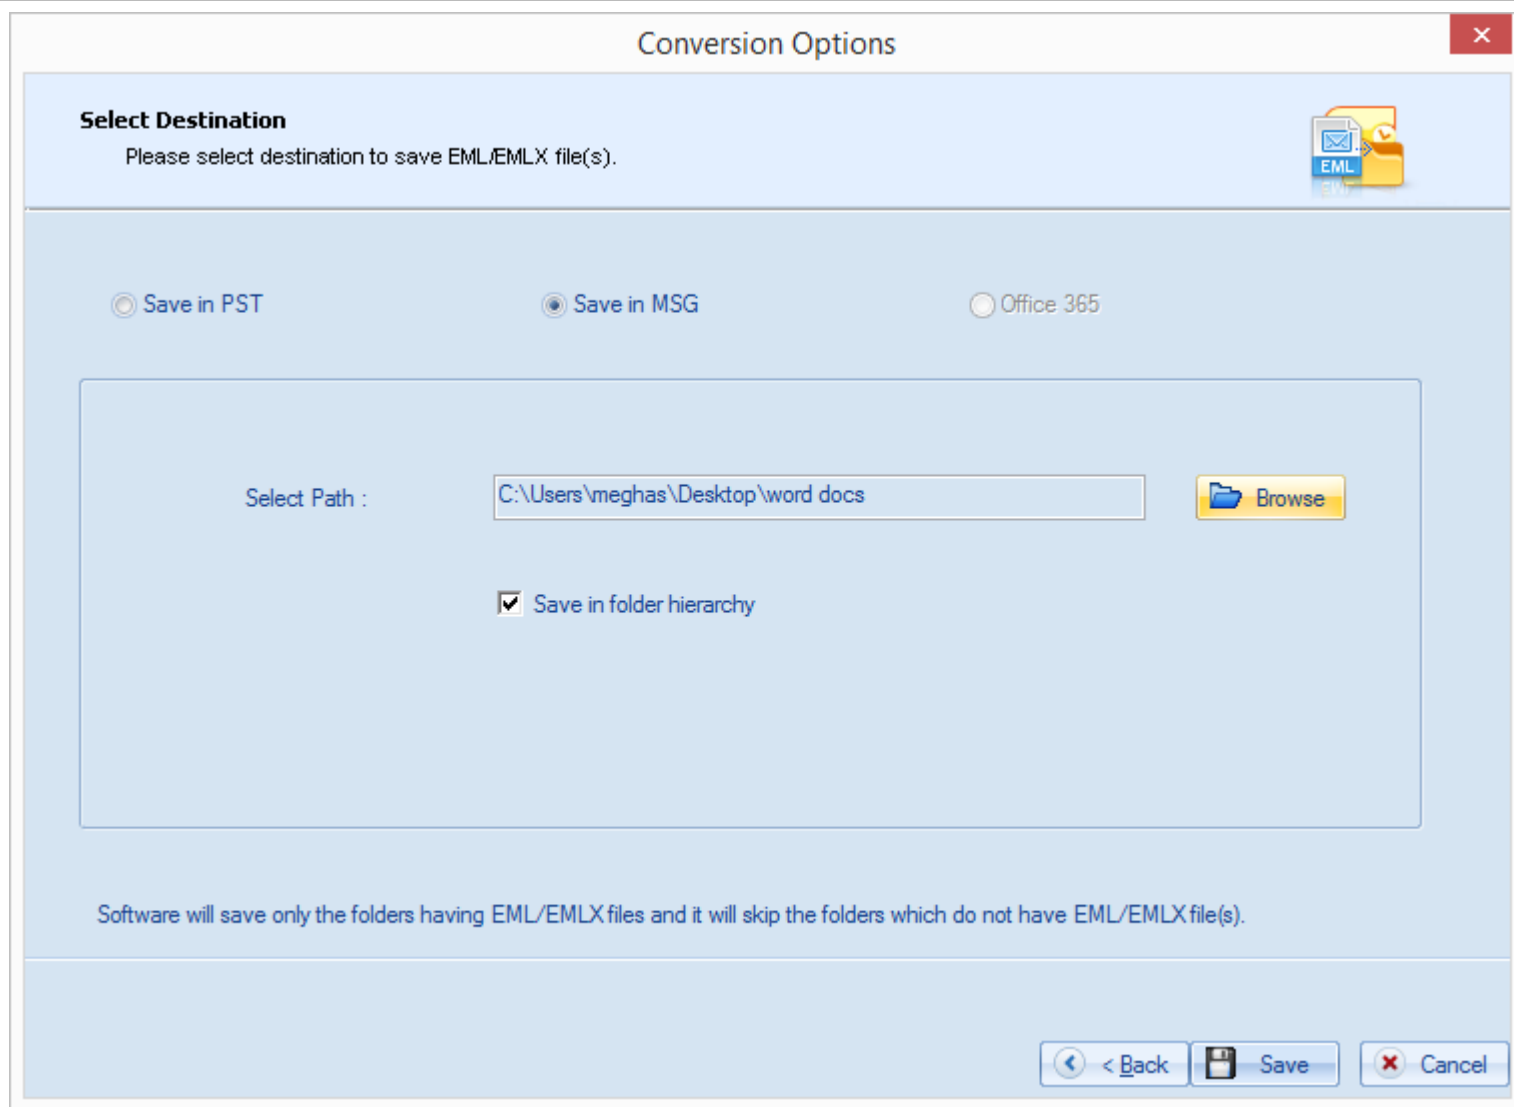 Conversion Options
Select Destination
Please select destination to save EML/EMLX file(s).
EML
Save in PST
Save in MSG
Office 365
Select Path :
C:\Users\meghas\Desktop\word docs
Browse
Save in folder hierarchy
Software will save only the folders having EML/EMLX files and it will skip the folders which do not have EML/EMLX file(s).
< Back
Save
Cancel